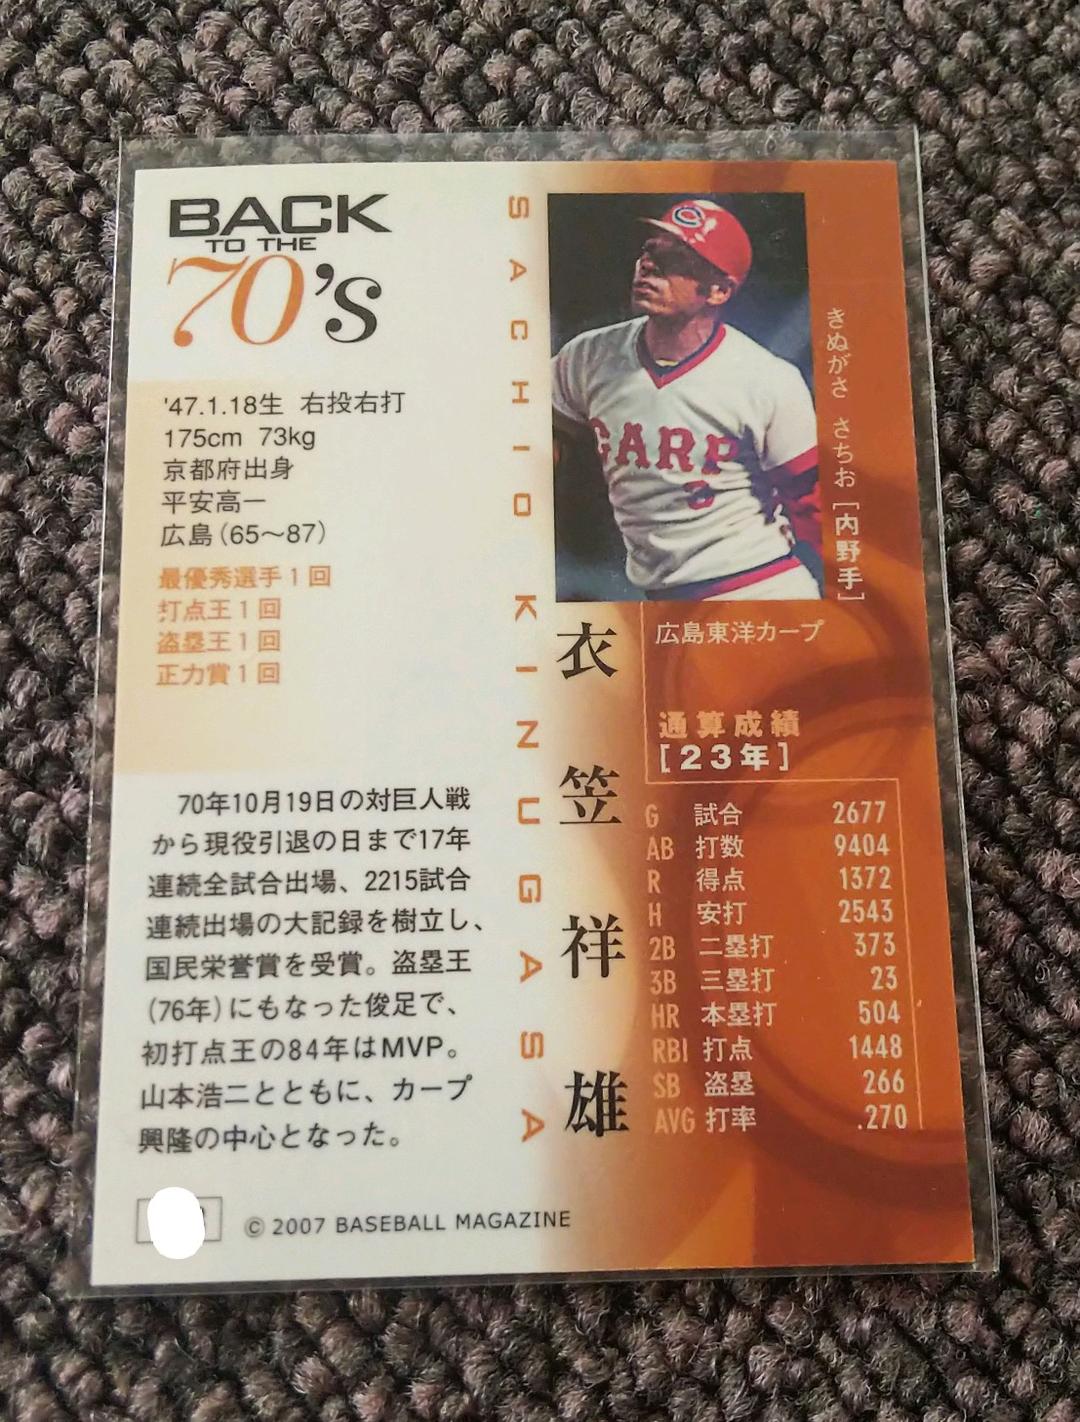 BACK
TO THE
70's
'47.1.18生 右投右打
175cm 73kg
京都府出身
平安高一
広島(65〜87)
最優秀選手1回
打点王1回
盗塁王1回
正力賞1回
70年10月19日の対巨人戦
から現役引退の日まで17年
連続全試合出場、2215試合
連続出場の大記録を樹立し、
国民栄誉賞を受賞。盗塁王
(76年)にもなった俊足で、
初打点王の84年はMVP。
山本浩二とともに、カープ
興隆の中心となった。
© 2007 BASEBALL MAGAZINE
SACHIO KINUGASA
CARP
きぬがさ さちお [内野手]
衣笠祥雄
広島東洋カープ
通算成績
[23年]
G 試合 2677
AB 打数 9404
R 得点 1372
H 安打 2543
2B 二塁打 373
3B 三塁打 23
HR 本塁打 504
RBI 打点 1448
SB 盗塁 266
AVG 打率 .270